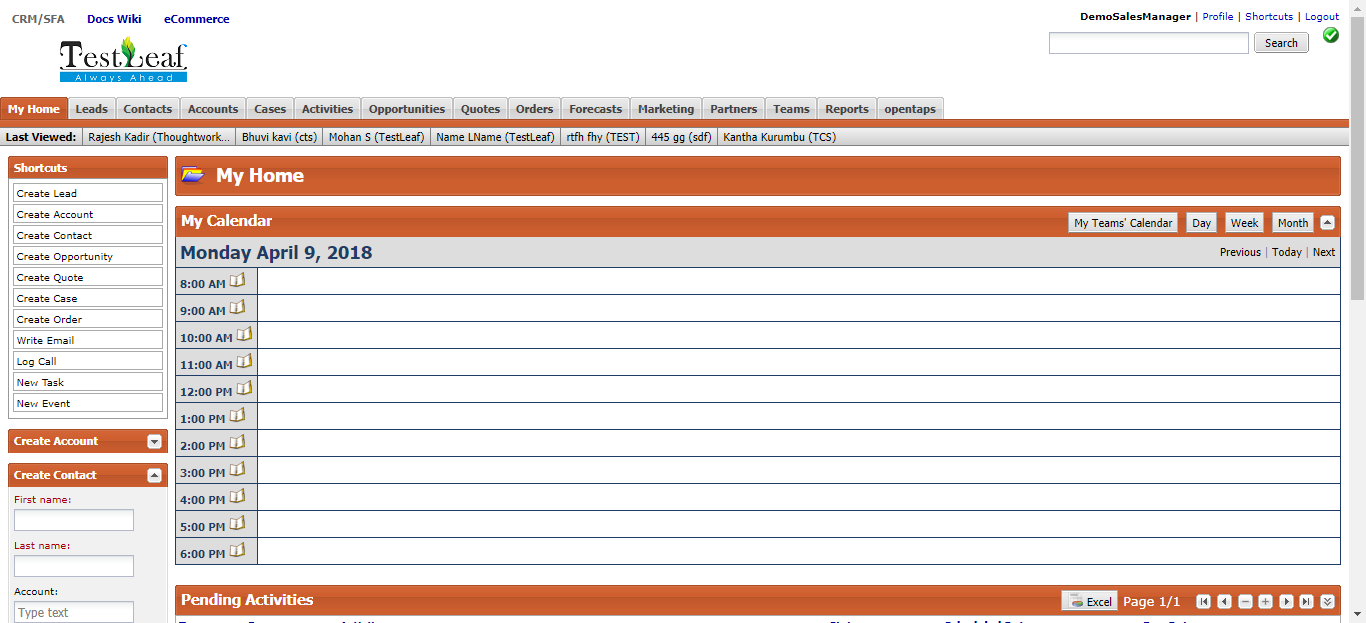 CRM/SFA Docs Wiki eCommerce
DemoSalesManager | Profile | Shortcuts | Logout
TestLeaf
Always Ahead
Search
My Home Leads Contacts Accounts Cases Activities Opportunities Quotes Orders Forecasts Marketing Partners Teams Reports opentaps
Last Viewed: Rajesh Kadir (Thoughtwork... Bhuvi kavi (cts) Mohan S (TestLeaf) Name LName (TestLeaf) rtfh fhy (TEST) 445 gg (sdf) Kantha Kurumbu (TCS)
Shortcuts
Create Lead
Create Account
Create Contact
Create Opportunity
Create Quote
Create Case
Create Order
Write Email
Log Call
New Task
New Event
Create Account
Create Contact
First name:
Last name:
Account:
Type text
My Home
My Calendar My Teams' Calendar Day Week Month
Monday April 9, 2018 Previous | Today | Next
8:00 AM
9:00 AM
10:00 AM
11:00 AM
12:00 PM
1:00 PM
2:00 PM
3:00 PM
4:00 PM
5:00 PM
6:00 PM
Pending Activities Excel Page 1/1